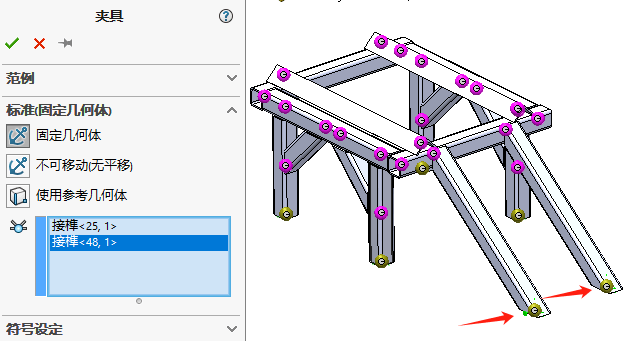 夹具
范例
标准(固定几何体)
固定几何体
不可移动(无平移)
使用参考几何体
接榫<25, 1>
接榫<48, 1>
符号设定